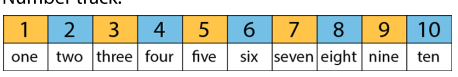 Number track:
1 2 3 4 5 6 7 8 9 10
one two three four five six seven eight nine ten